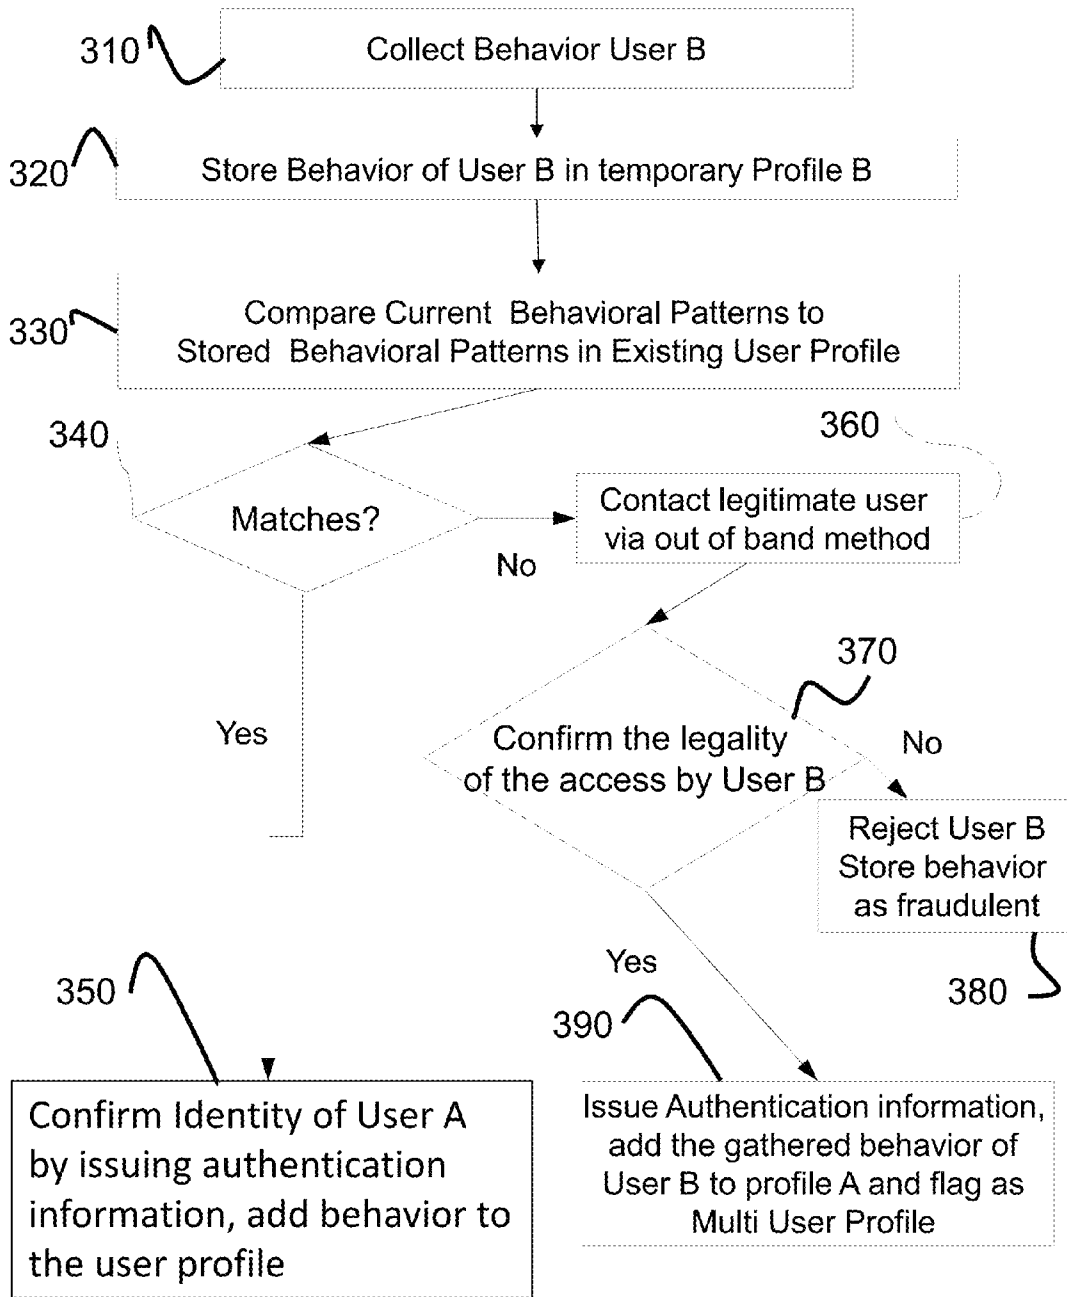 310
Collect Behavior User B
320
Store Behavior of User B in temporary Profile B
330
Compare Current Behavioral Patterns to
Stored Behavioral Patterns in Existing User Profile
340
360
Matches?
No
Contact legitimate user
via out of band method
370
Yes
Confirm the legality
of the access by User B
No
Reject User B
Store behavior
as fraudulent
380
Yes
350
390
Confirm Identity of User A
by issuing authentication
information, add behavior to
the user profile
Issue Authentication information,
add the gathered behavior of
User B to profile A and flag as
Multi User Profile